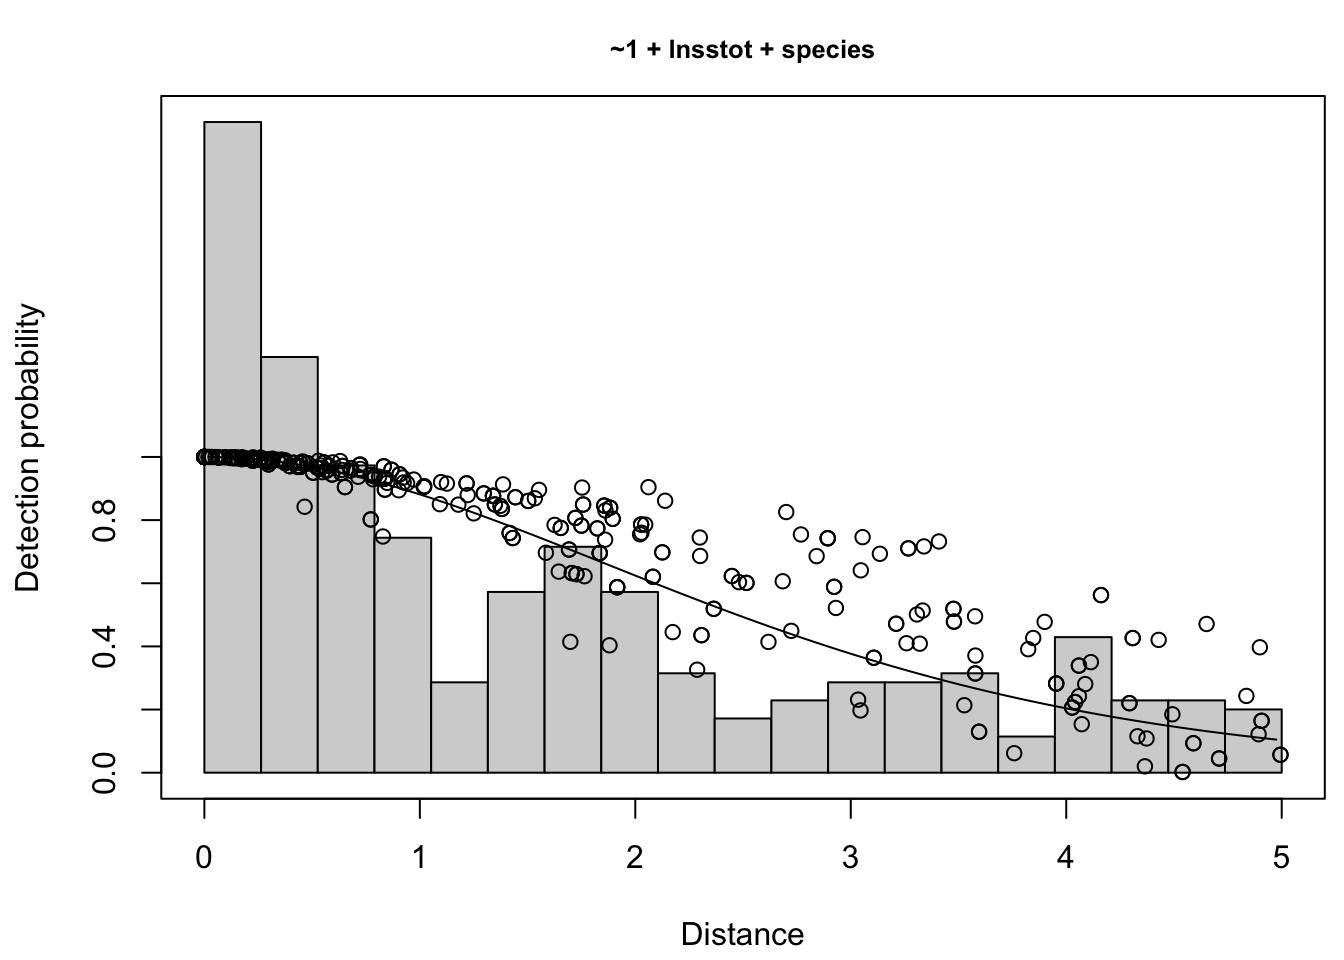 ~1 + lnsstot + species
Detection probability
0.8
0.4
0.0
0 1 2 3 4 5
Distance